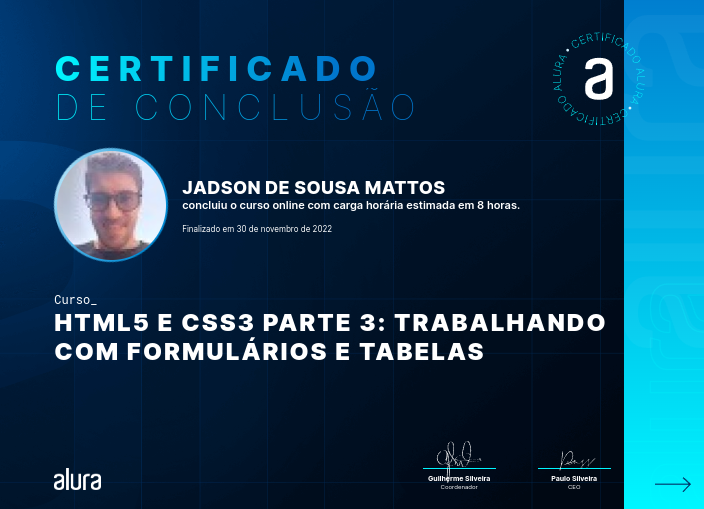 CERTIFICADO
DE CONCLUSÃO
CERTIFICADO ALURA • CERTIFICADO ALURA •
a
JADSON DE SOUSA MATTOS
concluiu o curso online com carga horária estimada em 8 horas.
Finalizado em 30 de novembro de 2022
Curso_
HTML5 E CSS3 PARTE 3: TRABALHANDO
COM FORMULÁRIOS E TABELAS
alura
Guilherme Silveira
Coordenador
Paulo Silveira
CEO